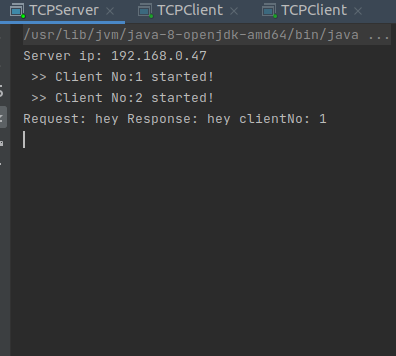 TCPServer TCPClient TCPClient
/usr/lib/jvm/java-8-openjdk-amd64/bin/java ...
Server ip: 192.168.0.47
>> Client No:1 started!
>> Client No:2 started!
Request: hey Response: hey clientNo: 1